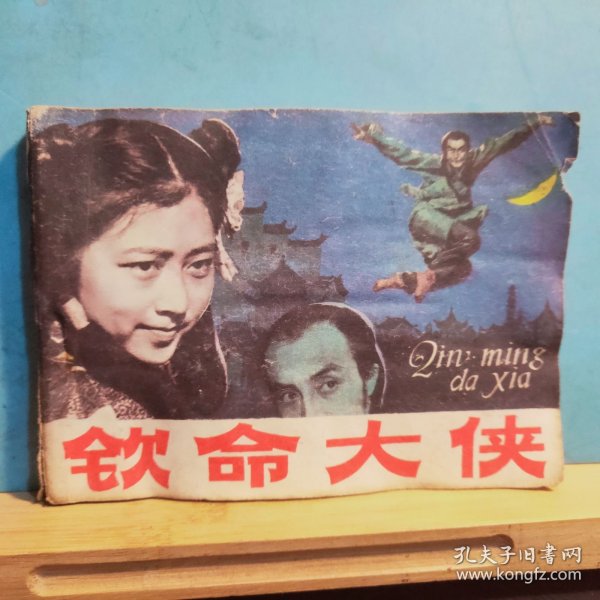 Qin·ming
da xia
钦命大侠
孔夫子旧书网
www.kongfz.com